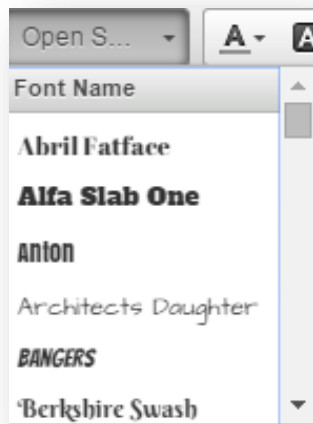 Open S... A A
Font Name
Abril Fatface
Alfa Slab One
Anton
Architects Daughter
BANGERS
Berkshire Swash